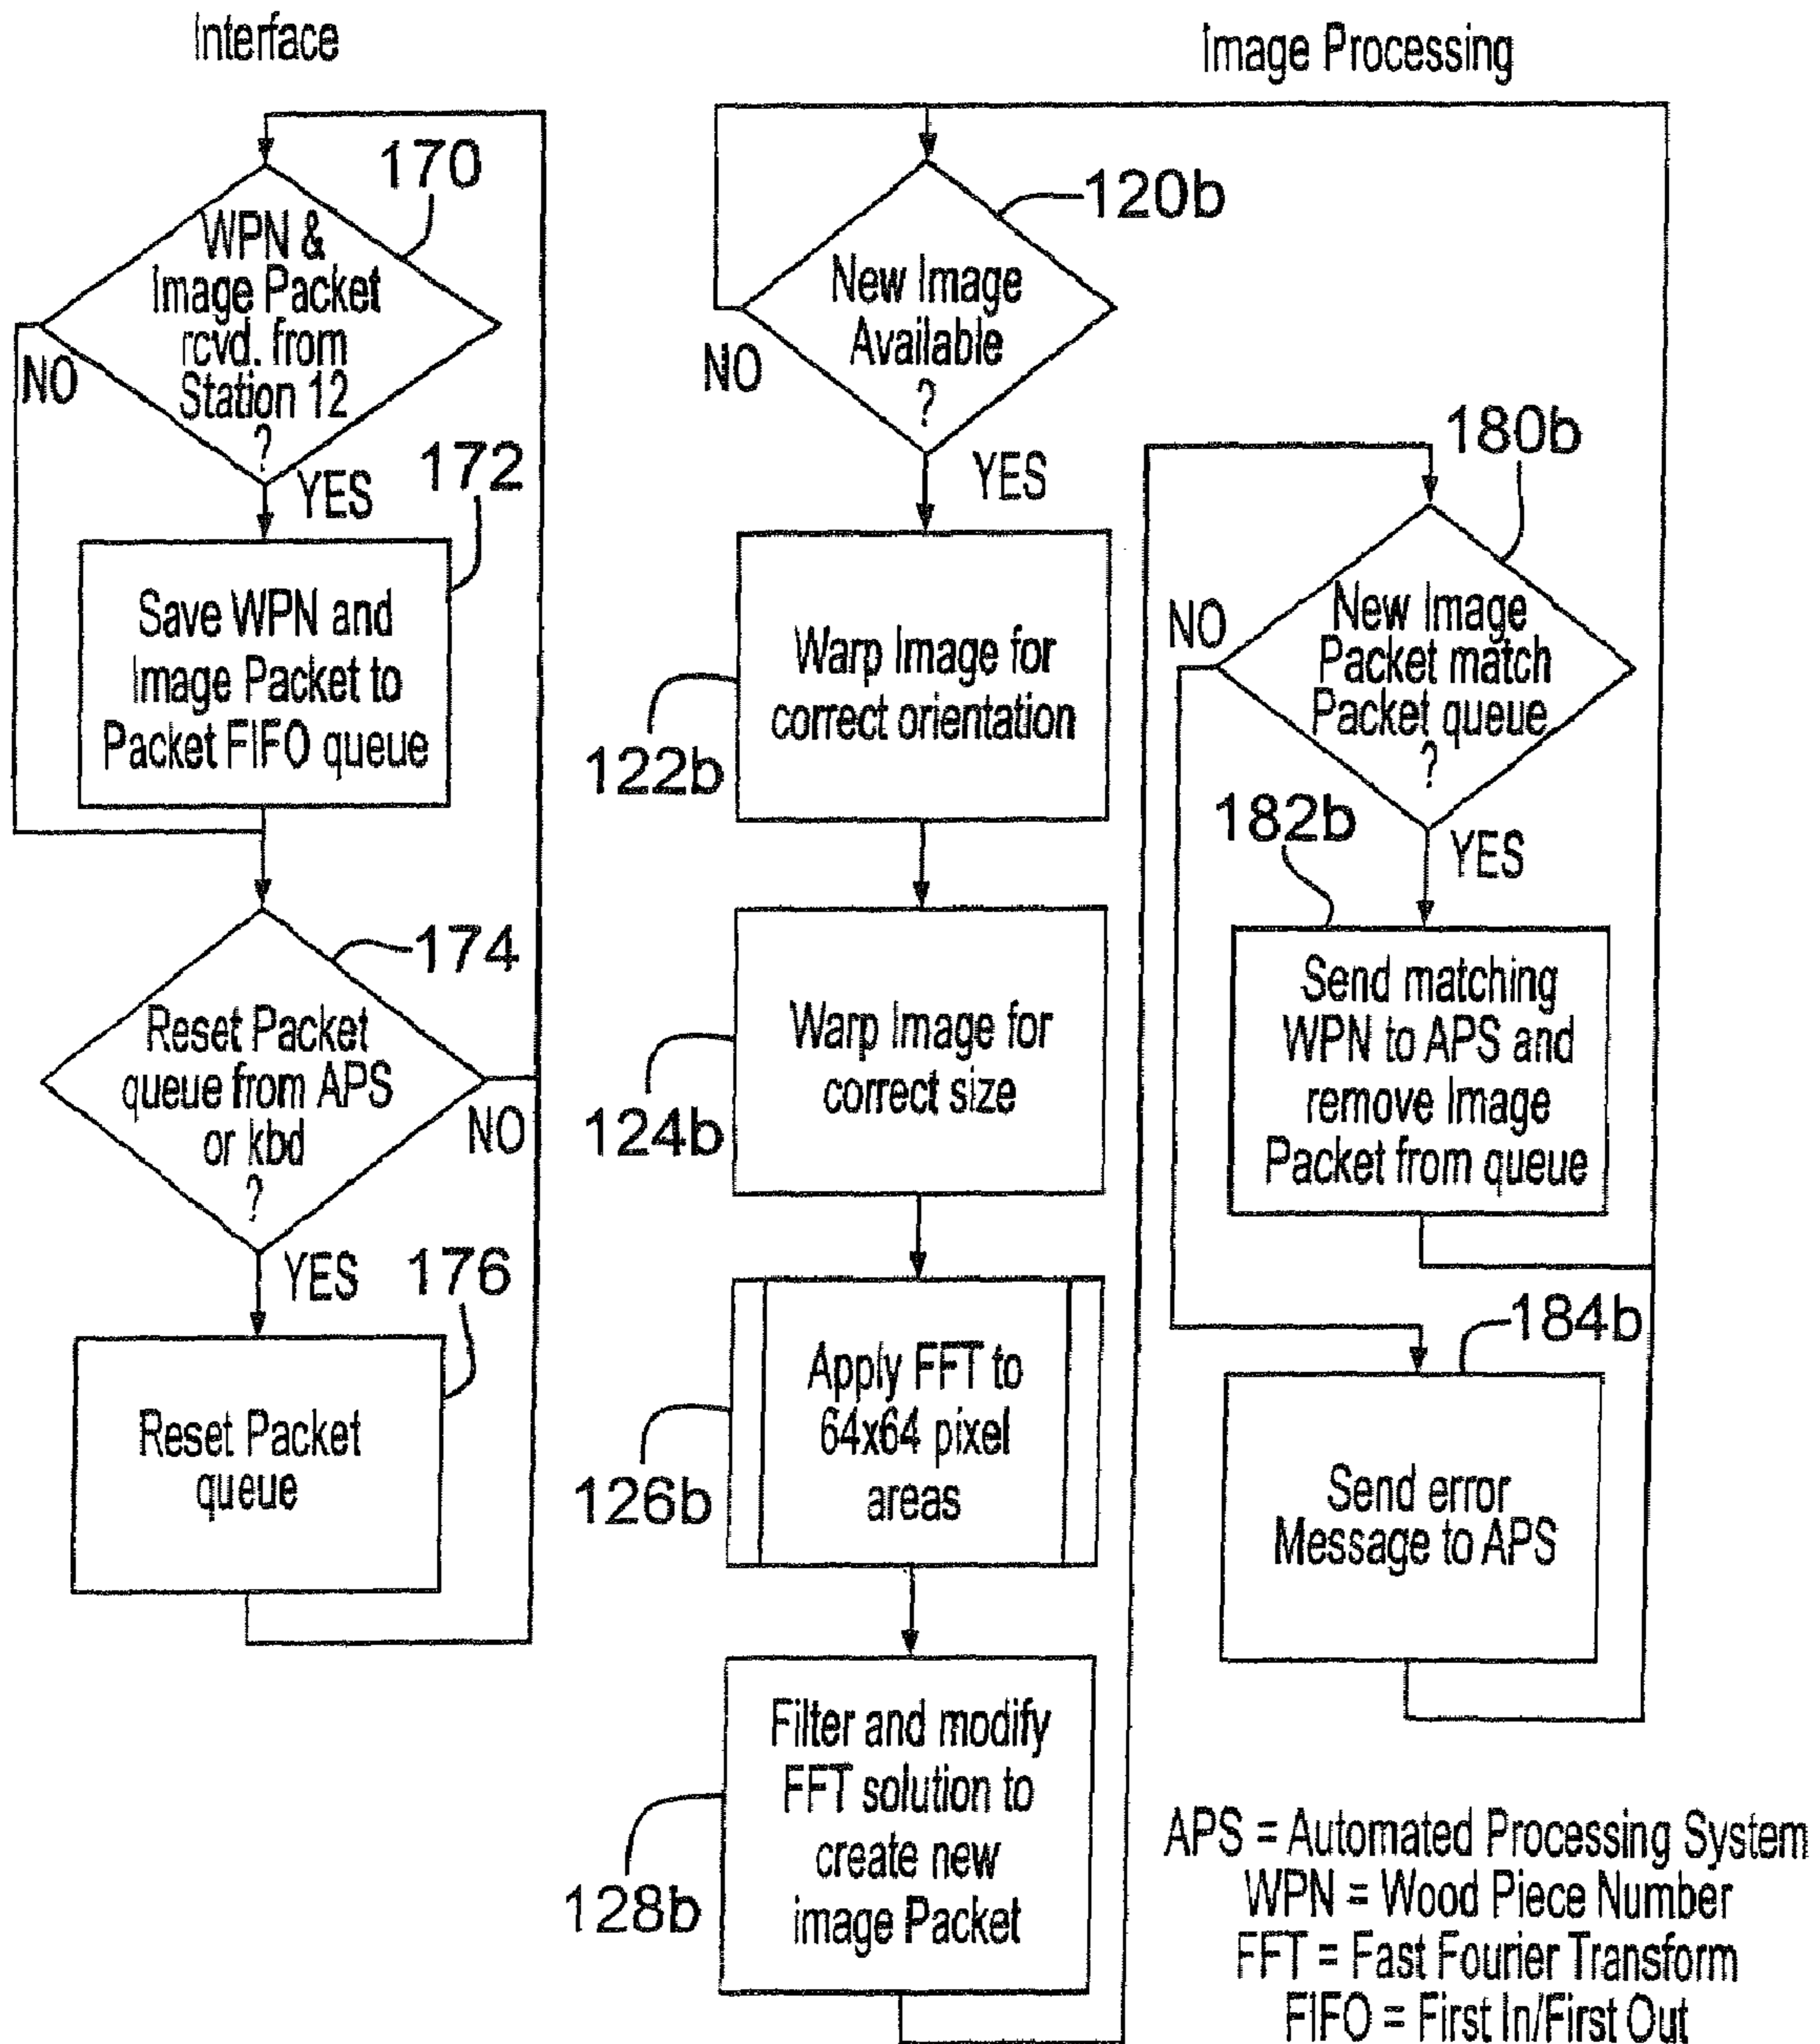 Interface
170
WPN &
Image Packet
rcvd. from
Station 12
?
NO
YES
172
Save WPN and
Image Packet to
Packet FIFO queue
174
Reset Packet
queue from APS
or kbd
?
NO
YES
176
Reset Packet
queue
Image Processing
120b
New Image
Available
?
NO
YES
122b
Warp Image for
correct orientation
124b
Warp Image for
correct size
126b
Apply FFT to
64x64 pixel
areas
128b
Filter and modify
FFT solution to
create new
image Packet
180b
New Image
Packet match
Packet queue
?
NO
YES
182b
Send matching
WPN to APS and
remove Image
Packet from queue
184b
Send error
Message to APS
APS = Automated Processing System
WPN = Wood Piece Number
FFT = Fast Fourier Transform
FIFO = First In/First Out